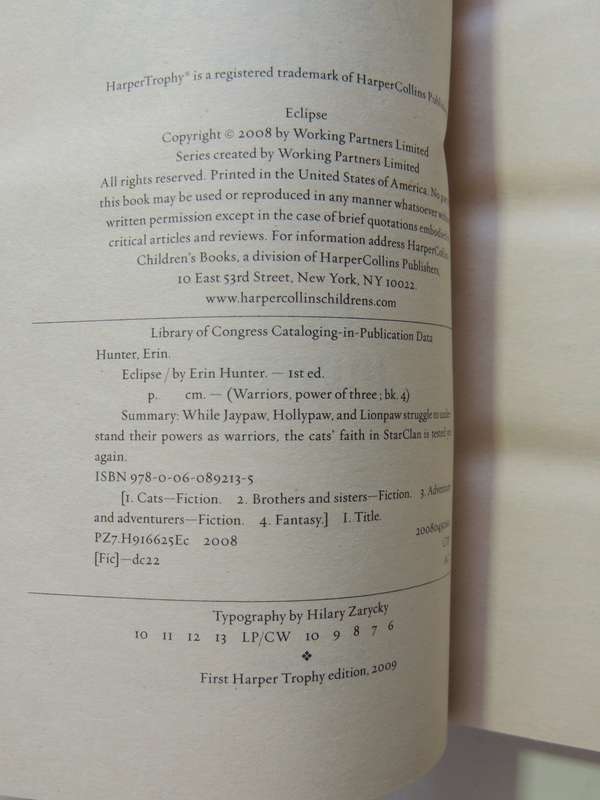 HarperTrophy® is a registered trademark of HarperCollins
Eclipse
Copyright © 2008 by Working Partners Limited
Series created by Working Partners Limited
All rights reserved. Printed in the United States of America. No
this book may be used or reproduced in any manner whatsoever
written permission except in the case of brief quotations
critical articles and reviews. For information address
Children's Books, a division of HarperCollins Publishers,
10 East 53rd Street, New York, NY 10022.
www.harpercollinschildrens.com
Library of Congress Cataloging-in-Publication Data
Hunter, Erin.
Eclipse / by Erin Hunter. — 1st ed.
p. cm. — (Warriors, power of three ; bk. 4)
Summary: While Jaypaw, Hollypaw, and Lionpaw struggle to
stand their powers as warriors, the cats' faith in StarClan is tested
again.
ISBN 978-0-06-089213-5
[1. Cats—Fiction. 2. Brothers and sisters—Fiction. 3.
and adventurers—Fiction. 4. Fantasy.] I. Title.
PZ7.H916625Ec 2008
[Fic]—dc22
Typography by Hilary Zarycky
10 11 12 13 LP/CW 10 9 8 7 6
❖
First Harper Trophy edition, 2009